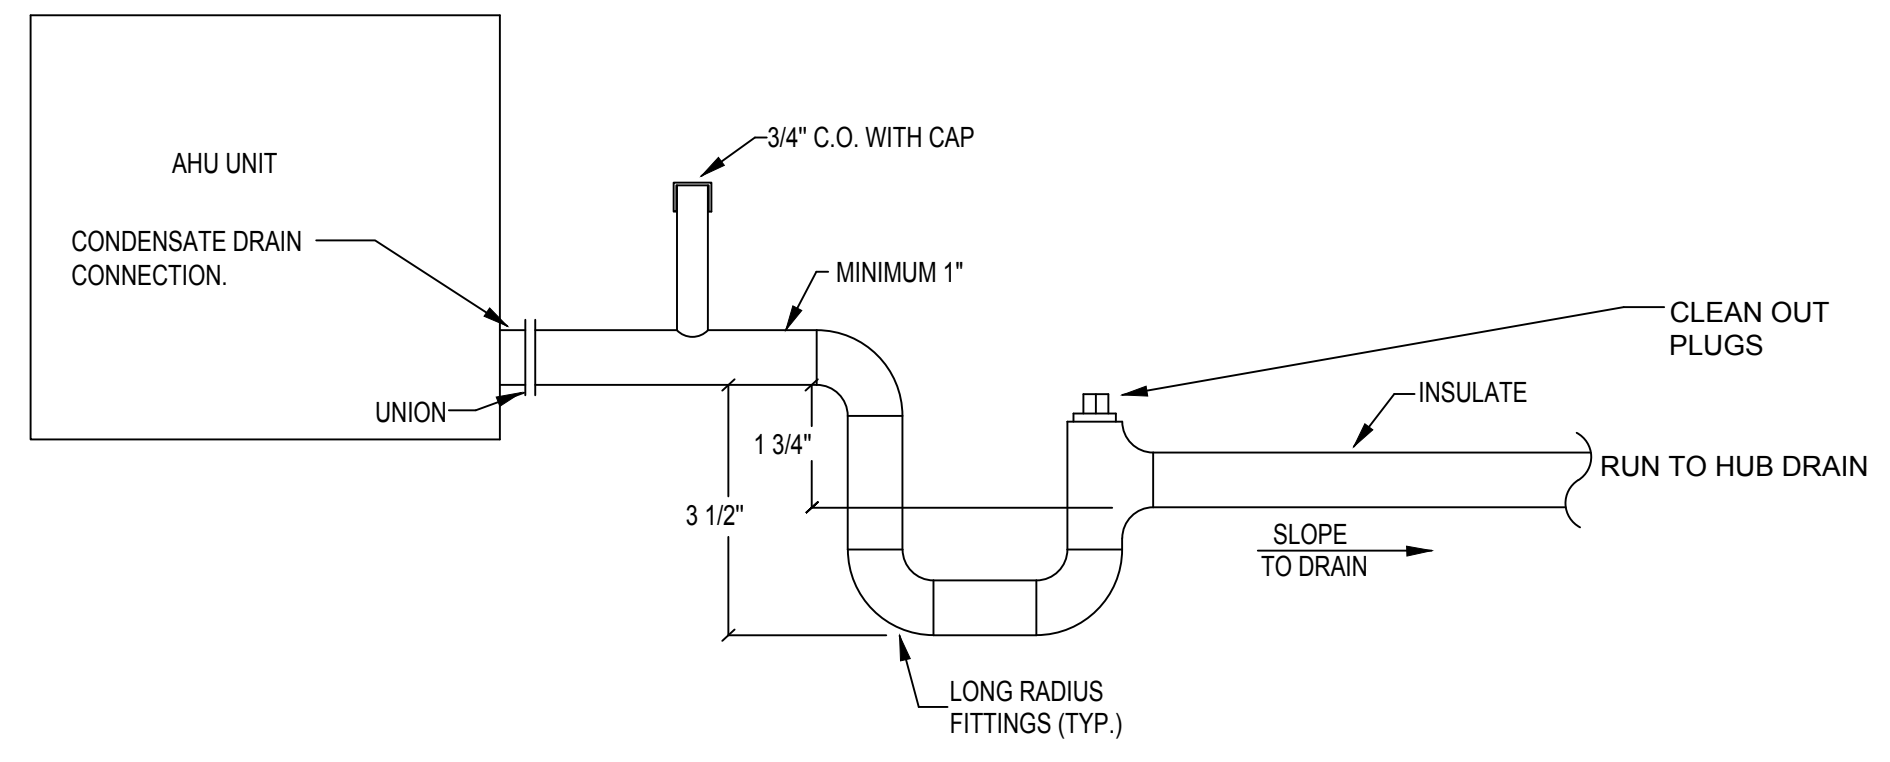 AHU UNIT
3/4" C.O. WITH CAP
CONDENSATE DRAIN
CONNECTION.
MINIMUM 1"
CLEAN OUT
PLUGS
UNION
INSULATE
1 3/4"
RUN TO HUB DRAIN
3 1/2"
SLOPE
TO DRAIN
LONG RADIUS
FITTINGS (TYP.)